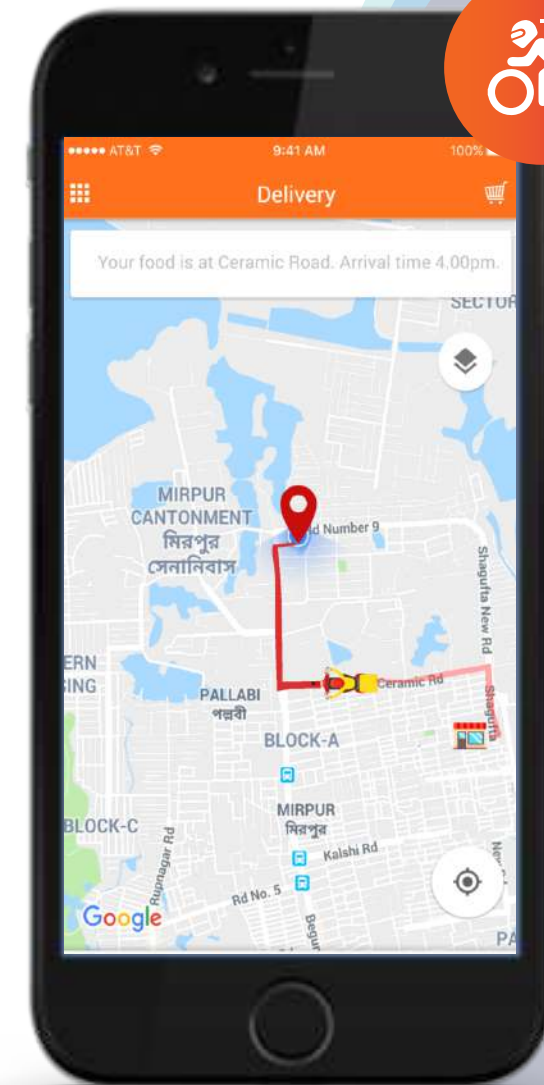 AT&T 9:41 AM 100%
Delivery
Your food is at Ceramic Road. Arrival time 4.00pm.
SECTOR
MIRPUR
CANTONMENT
মিরপুর
সেনানিবাস
Number 9
Shagufta New Rd
Ceramic Rd
Shagufta
PALLABI
পল্লবী
BLOCK-A
BLOCK-C
MIRPUR
মিরপুর
Kalshi Rd
Rupnagar Rd
Rd No. 5
Google